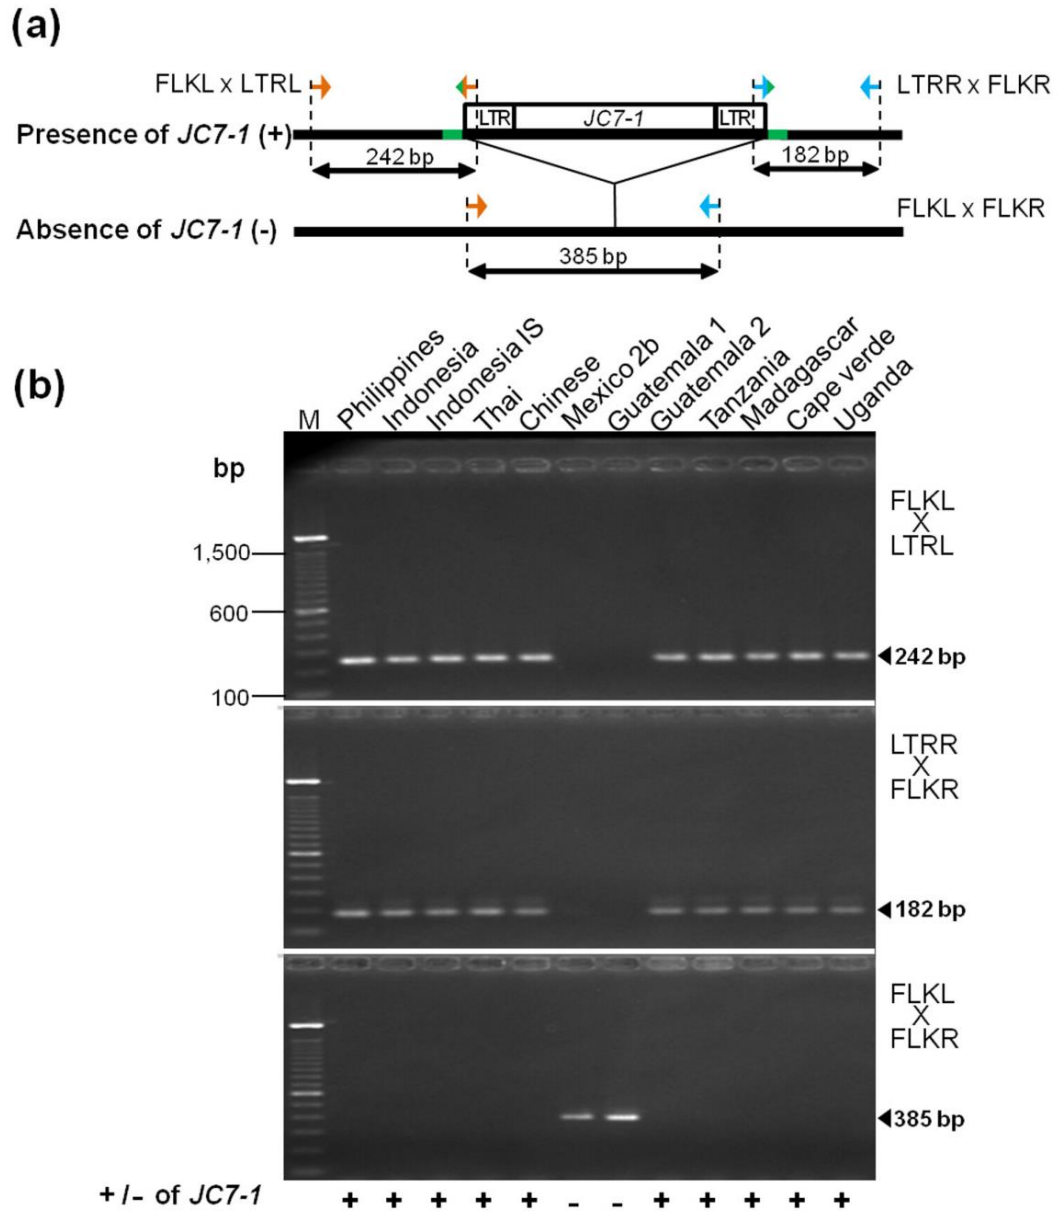 (a)
FLKL x LTRL
LTRR x FLKR
LTR
JC7-1
LTR
Presence of JC7-1 (+)
242 bp
182 bp
FLKL x FLKR
Absence of JC7-1 (-)
385 bp
(b)
M
Philippines
Indonesia
Indonesia IS
Thai
Chinese
Mexico 2b
Guatemala 1
Guatemala 2
Tanzania
Madagascar
Cape verde
Uganda
bp
1,500
600
100
FLKL
X
LTRL
242 bp
LTRR
X
FLKR
182 bp
FLKL
X
FLKR
385 bp
+ / - of JC7-1 + + + + + - - + + + + +